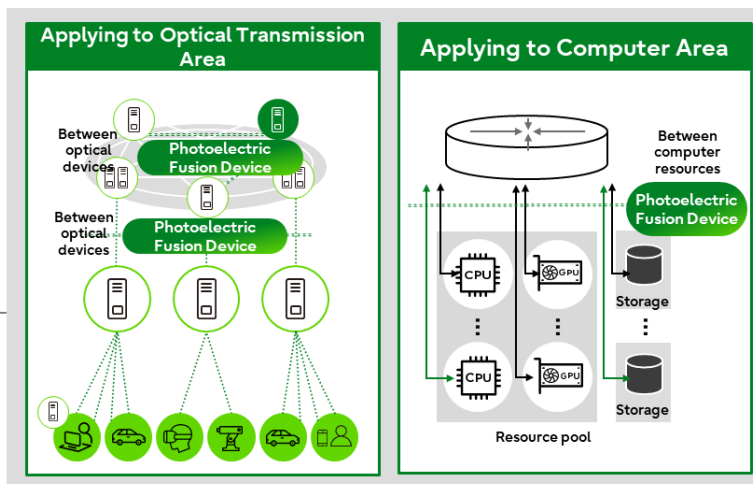 Applying to Optical Transmission
Area
Between
optical
devices
Photoelectric
Fusion Device
Between
optical
devices
Photoelectric
Fusion Device
Applying to Computer Area
Between
computer
resources
Photoelectric
Fusion Device
CPU
GPU
Storage
CPU
GPU
Storage
Resource pool